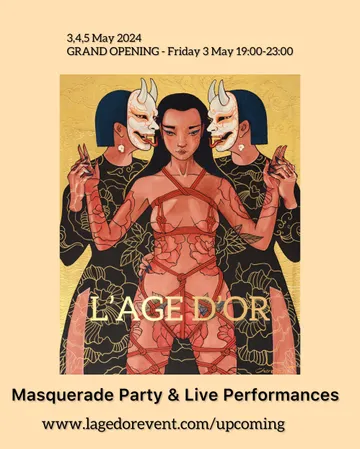 3,4,5 May 2024
GRAND OPENING - Friday 3 May 19:00-23:00
L'AGE D'OR
Masquerade Party & Live Performances
www.lagedorevent.com/upcoming